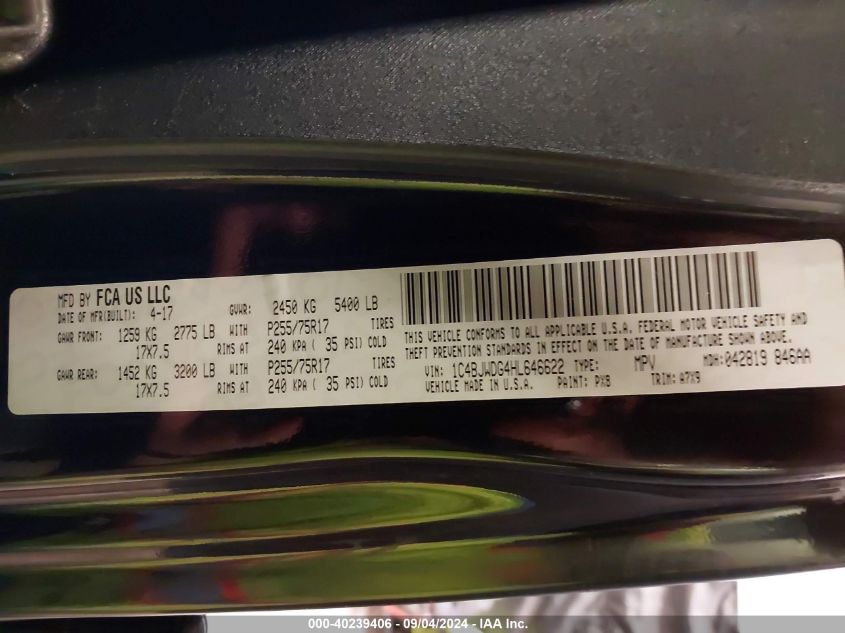 MFD BY FCA US LLC
DATE OF MFR(BUILT): 4-17 GVWR: 2450 KG 5400 LB
GAWR FRONT: 1259 KG 2775 LB WITH P255/75R17 TIRES
17X7.5 RIMS AT 240 KPA ( 35 PSI) COLD
GAWR REAR: 1452 KG 3200 LB WITH P255/75R17 TIRES
17X7.5 RIMS AT 240 KPA ( 35 PSI) COLD
THIS VEHICLE CONFORMS TO ALL APPLICABLE U.S.A. FEDERAL MOTOR VEHICLE SAFETY AND
THEFT PREVENTION STANDARDS IN EFFECT ON THE DATE OF MANUFACTURE SHOWN ABOVE.
VIN: 1C4BJWDG4HL646622 TYPE: MPV MDH: 042819 846AA
VEHICLE MADE IN U.S.A. PAINT: PX8 TRIM: A7X9
000-40239406 - 09/04/2024 - IAA Inc.